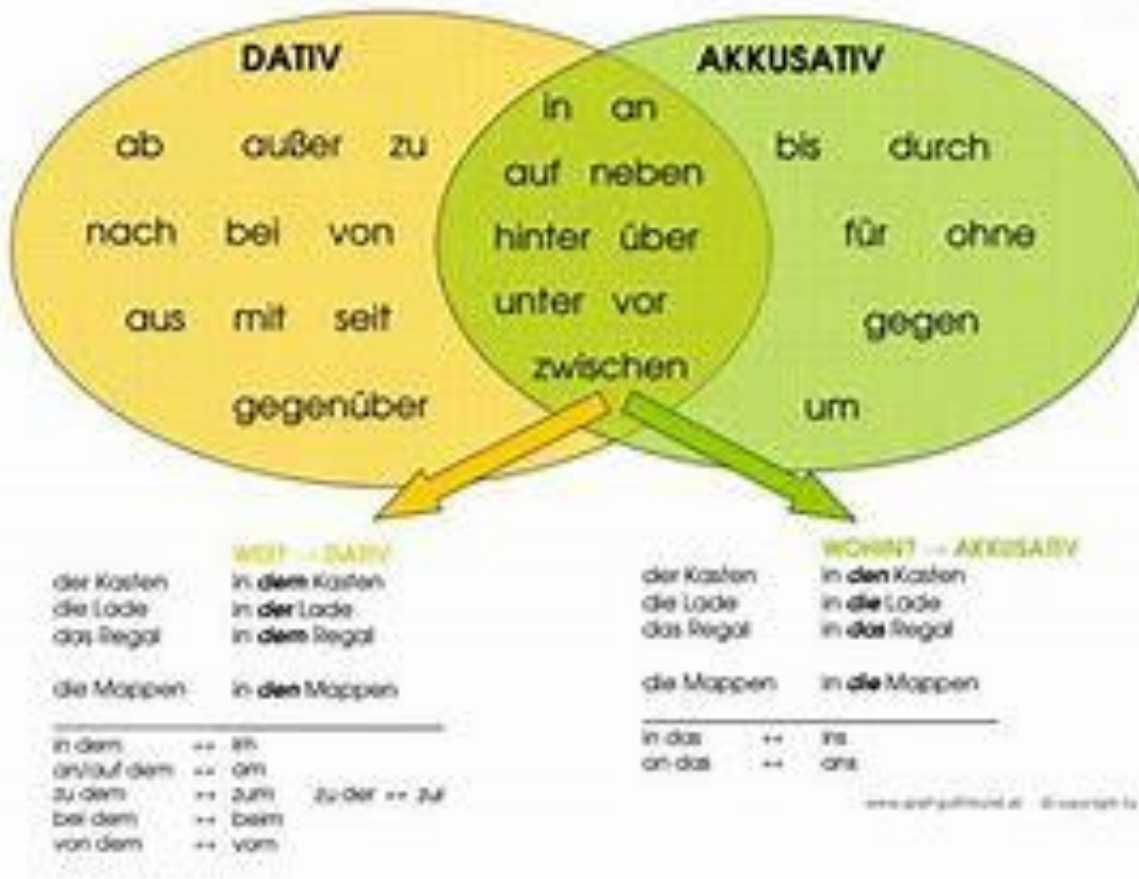 DATIV
AKKUSATIV
ab außer zu
nach bei von
aus mit seit
gegenüber
in an
auf neben
hinter über
unter vor
zwischen
bis durch
für ohne
gegen
um
→ DATIV
der Kasten in dem Kasten
die Lade in der Lade
das Regal in dem Regal
die Mappen in den Mappen
in dem ↔ im
an/auf dem ↔ am
zu dem ↔ zum zu der ↔ zur
bei dem ↔ beim
von dem ↔ vom
WOHIN? → AKKUSATIV
der Kasten in den Kasten
die Lade in die Lade
das Regal in das Regal
die Mappen in die Mappen
in das ↔ ins
an das ↔ ans